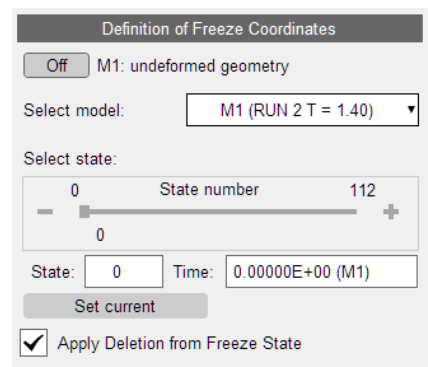 Definition of Freeze Coordinates
Off M1: undeformed geometry
Select model: M1 (RUN 2 T = 1.40)
Select state:
0 State number 112
0
State: 0 Time: 0.00000E+00 (M1)
Set current
Apply Deletion from Freeze State